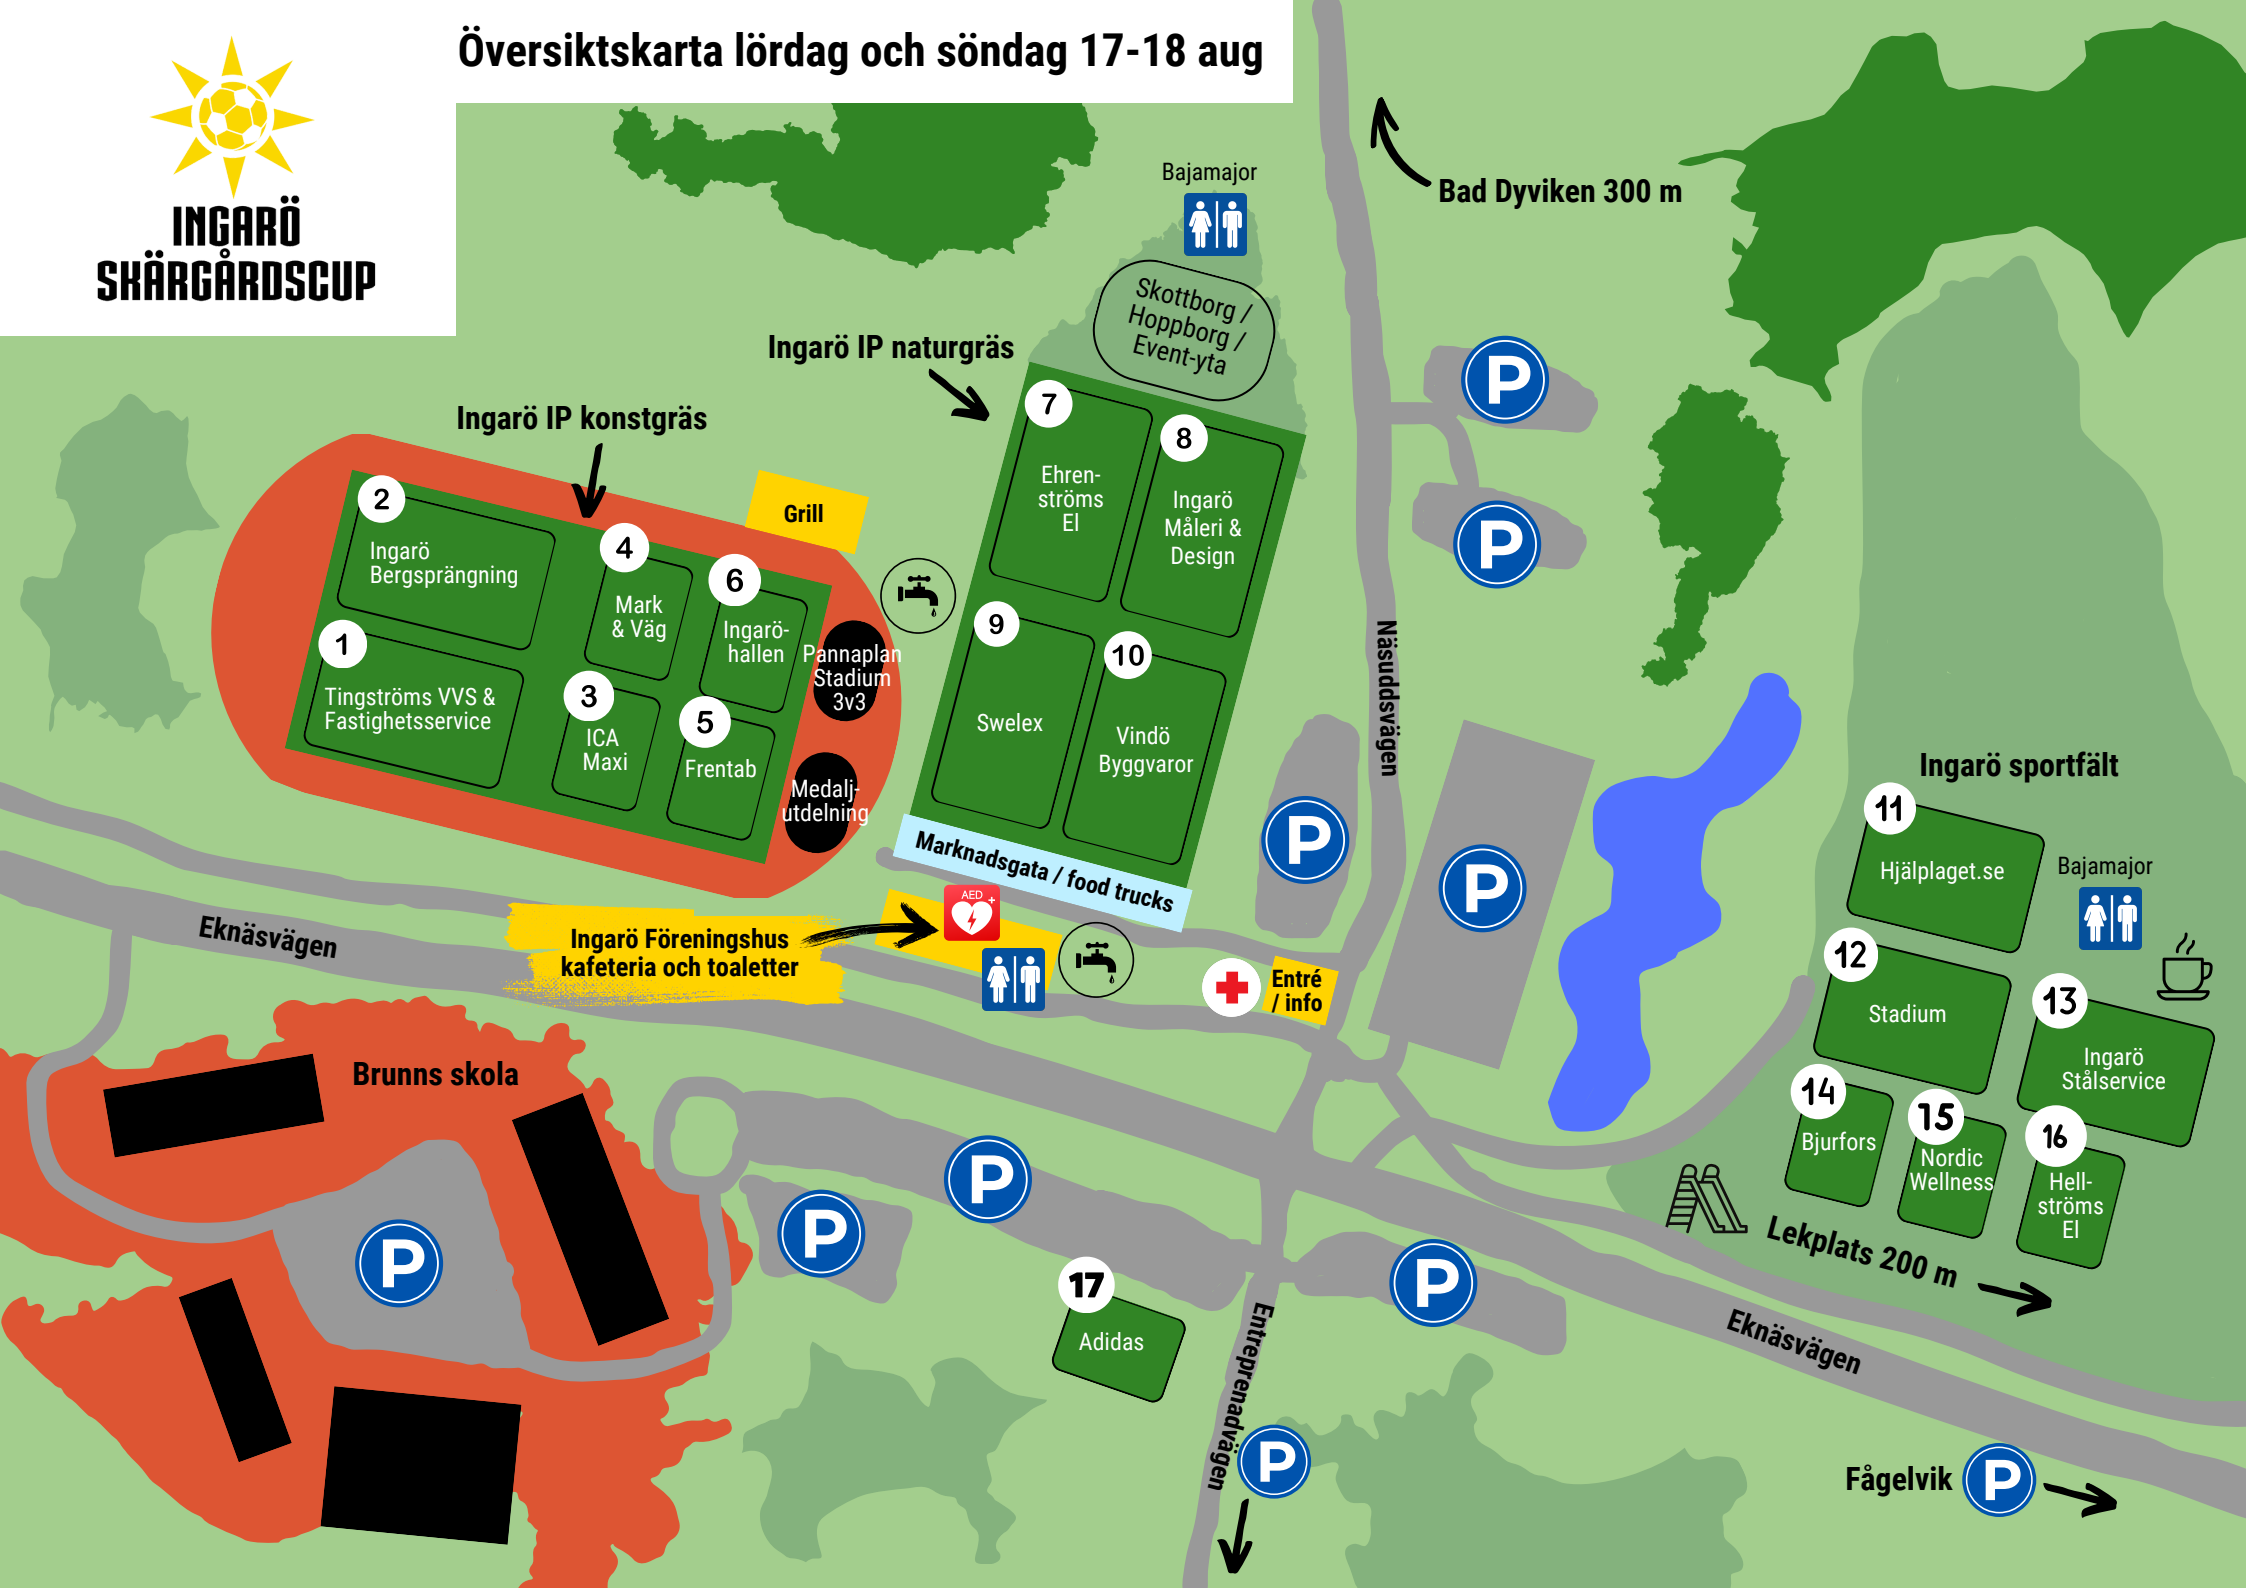 Översiktskarta lördag och söndag 17-18 aug
INGARÖ
SKÄRGÅRDSCUP
Bajamajor
Bad Dyviken 300 m
Skottborg /
Hoppborg /
Event-yta
Ingarö IP naturgräs
Ingarö IP konstgräs
Grill
2
Ingarö
Bergsprängning
4
Mark
& Väg
6
Ingarö-
hallen
1
Tingströms VVS &
Fastighetsservice
3
ICA
Maxi
5
Frentab
Pannaplan
Stadium
3v3
Medalj-
utdelning
7
Ehren-
ströms
El
8
Ingarö
Måleri &
Design
9
Swelex
10
Vindö
Byggvaror
Marknadsgata / food trucks
Näsuddsvägen
P
P
P
P
Ingarö sportfält
11
Hjälplaget.se
Bajamajor
12
Stadium
13
Ingarö
Stålservice
14
Bjurfors
15
Nordic
Wellness
16
Hell-
ströms
El
Lekplats 200 m
Eknäsvägen
Ingarö Föreningshus
kafeteria och toaletter
AED
Entré
/ info
Brunns skola
P
P
P
P
17
Adidas
Entreprenadvägen
P
Eknäsvägen
Fågelvik
P